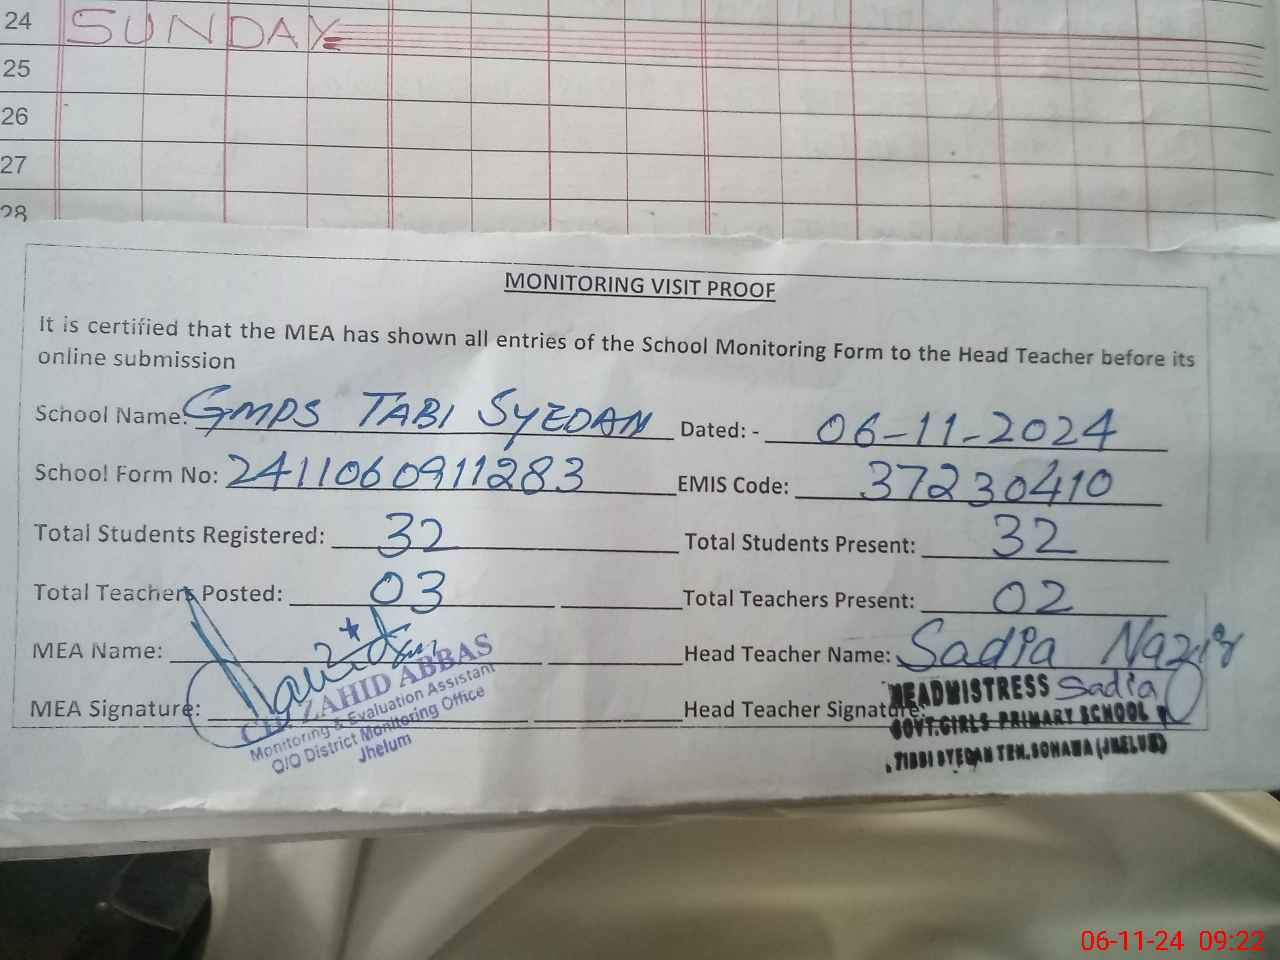 24 SUNDAY
25
26
27
28
MONITORING VISIT PROOF
It is certified that the MEA has shown all entries of the School Monitoring Form to the Head Teacher before its
online submission
School Name: GMPS TABI SYEDAN Dated: - 06-11-2024
School Form No: 2411060911283 EMIS Code: 37230410
Total Students Registered: 32 Total Students Present: 32
Total Teachers Posted: 03 Total Teachers Present: 02
MEA Name: Head Teacher Name: Sadia Nazir
MEA Signature: Head Teacher Signature: Sadia
CH. ZAHID ABBAS
Monitoring & Evaluation Assistant
O/O District Monitoring Office
Jhelum
HEADMISTRESS
GOVT.GIRLS PRIMARY SCHOOL
TIBBI SYEDAN TEH.SOHAWA (JHELUM)
06-11-24 09:22